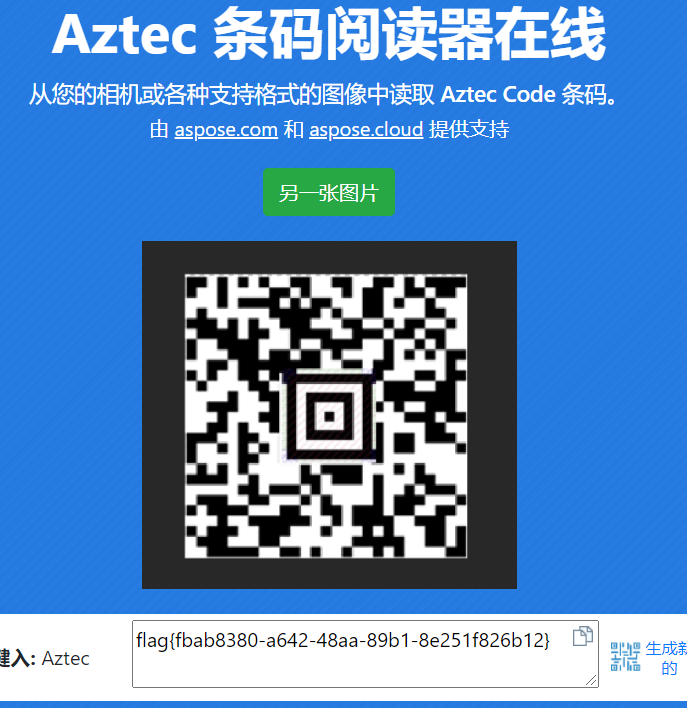 Aztec 条码阅读器在线
从您的相机或各种支持格式的图像中读取 Aztec Code 条码。
由 aspose.com 和 aspose.cloud 提供支持
另一张图片
键入: Aztec
flag{fbab8380-a642-48aa-89b1-8e251f826b12}
生成新
的